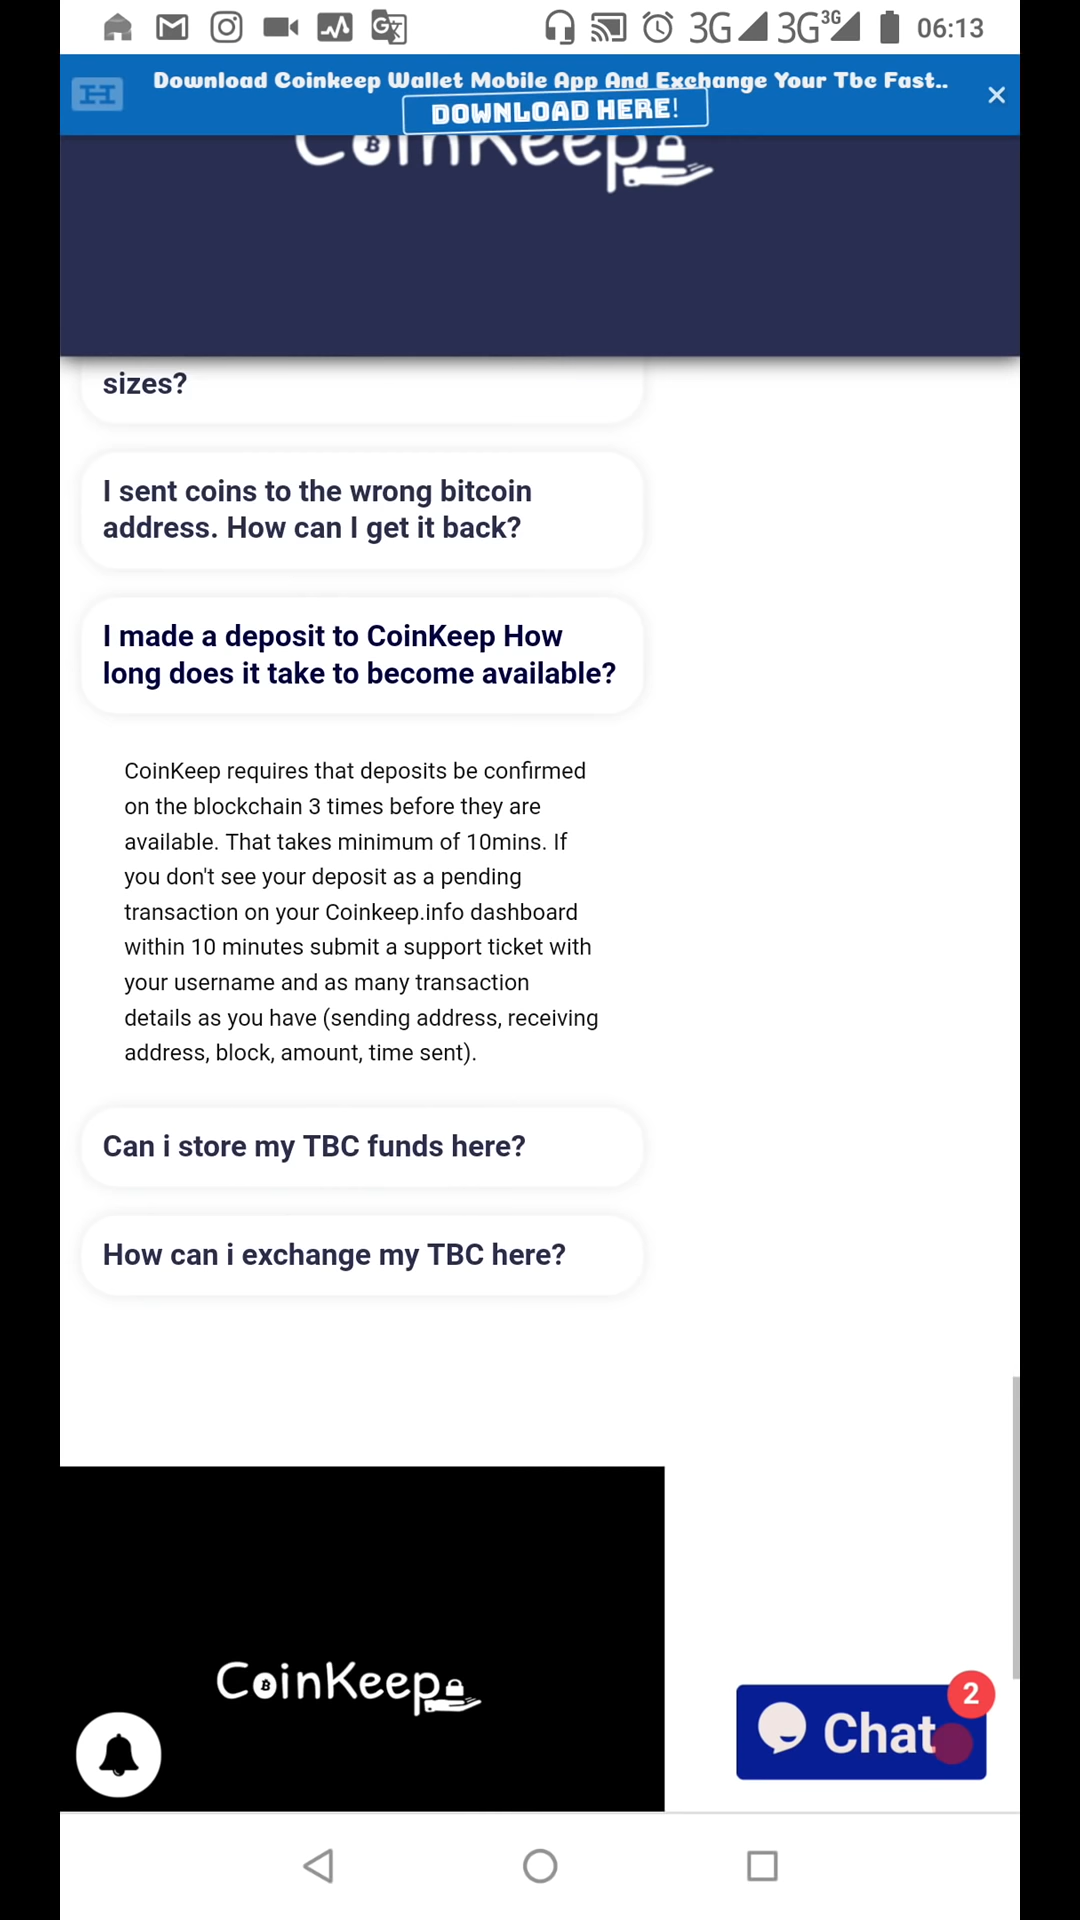 3G 3G 3G 06:13
Download Coinkeep Wallet Mobile App And Exchange Your Tbc Fast..
DOWNLOAD HERE!
CoinKeep
sizes?
I sent coins to the wrong bitcoin
address. How can I get it back?
I made a deposit to CoinKeep How
long does it take to become available?
CoinKeep requires that deposits be confirmed
on the blockchain 3 times before they are
available. That takes minimum of 10mins. If
you don't see your deposit as a pending
transaction on your Coinkeep.info dashboard
within 10 minutes submit a support ticket with
your username and as many transaction
details as you have (sending address, receiving
address, block, amount, time sent).
Can i store my TBC funds here?
How can i exchange my TBC here?
CoinKeep
2
Chat